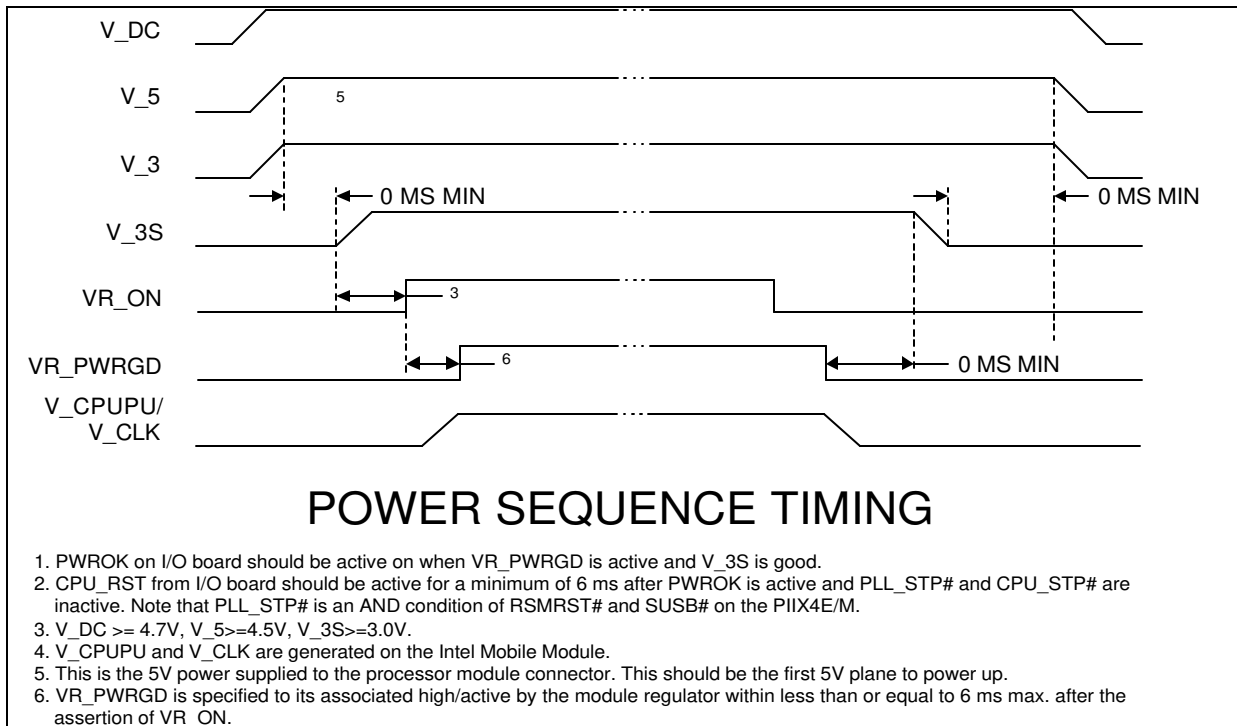 V_DC
V_5
5
V_3
0 MS MIN
0 MS MIN
V_3S
VR_ON
3
VR_PWRGD
6
0 MS MIN
V_CPUPU/
V_CLK
POWER SEQUENCE TIMING
1. PWROK on I/O board should be active on when VR_PWRGD is active and V_3S is good.
2. CPU_RST from I/O board should be active for a minimum of 6 ms after PWROK is active and PLL_STP# and CPU_STP# are
inactive. Note that PLL_STP# is an AND condition of RSMRST# and SUSB# on the PIIX4E/M.
3. V_DC >= 4.7V, V_5>=4.5V, V_3S>=3.0V.
4. V_CPUPU and V_CLK are generated on the Intel Mobile Module.
5. This is the 5V power supplied to the processor module connector. This should be the first 5V plane to power up.
6. VR_PWRGD is specified to its associated high/active by the module regulator within less than or equal to 6 ms max. after the
assertion of VR_ON.